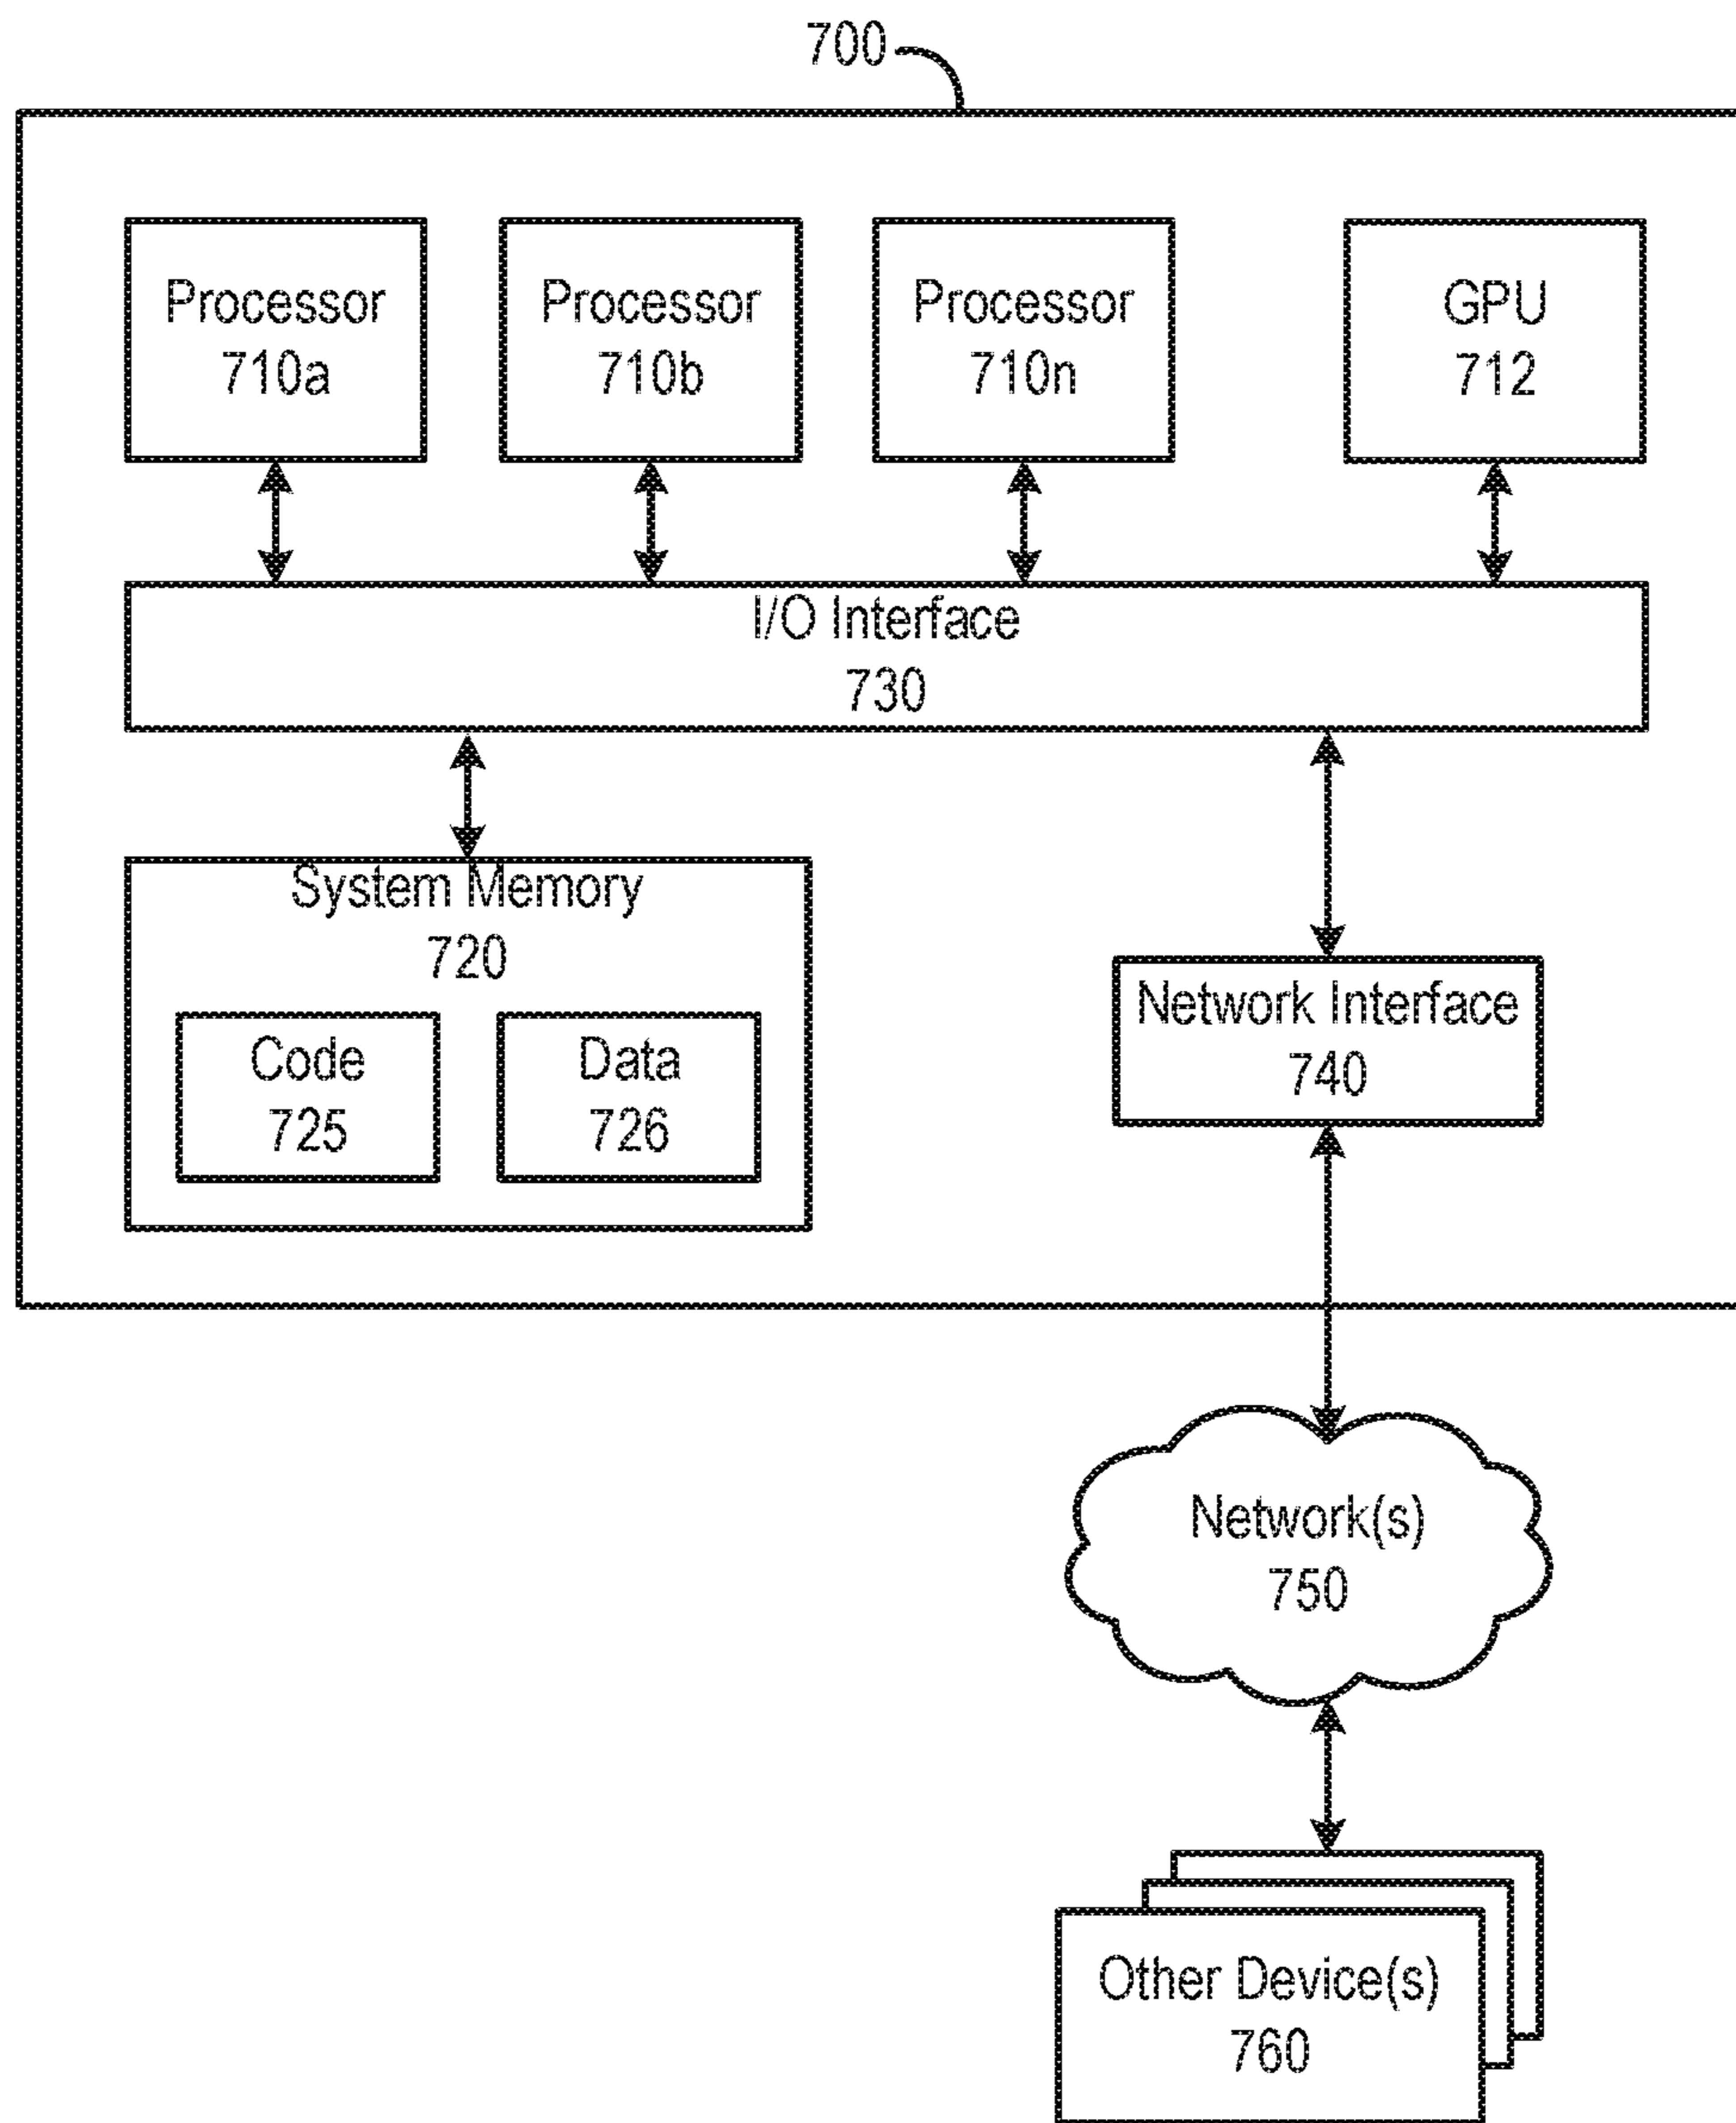 700
Processor
710a
Processor
710b
Processor
710n
GPU
712
I/O Interface
730
System Memory
720
Code
725
Data
726
Network Interface
740
Network(s)
750
Other Device(s)
760